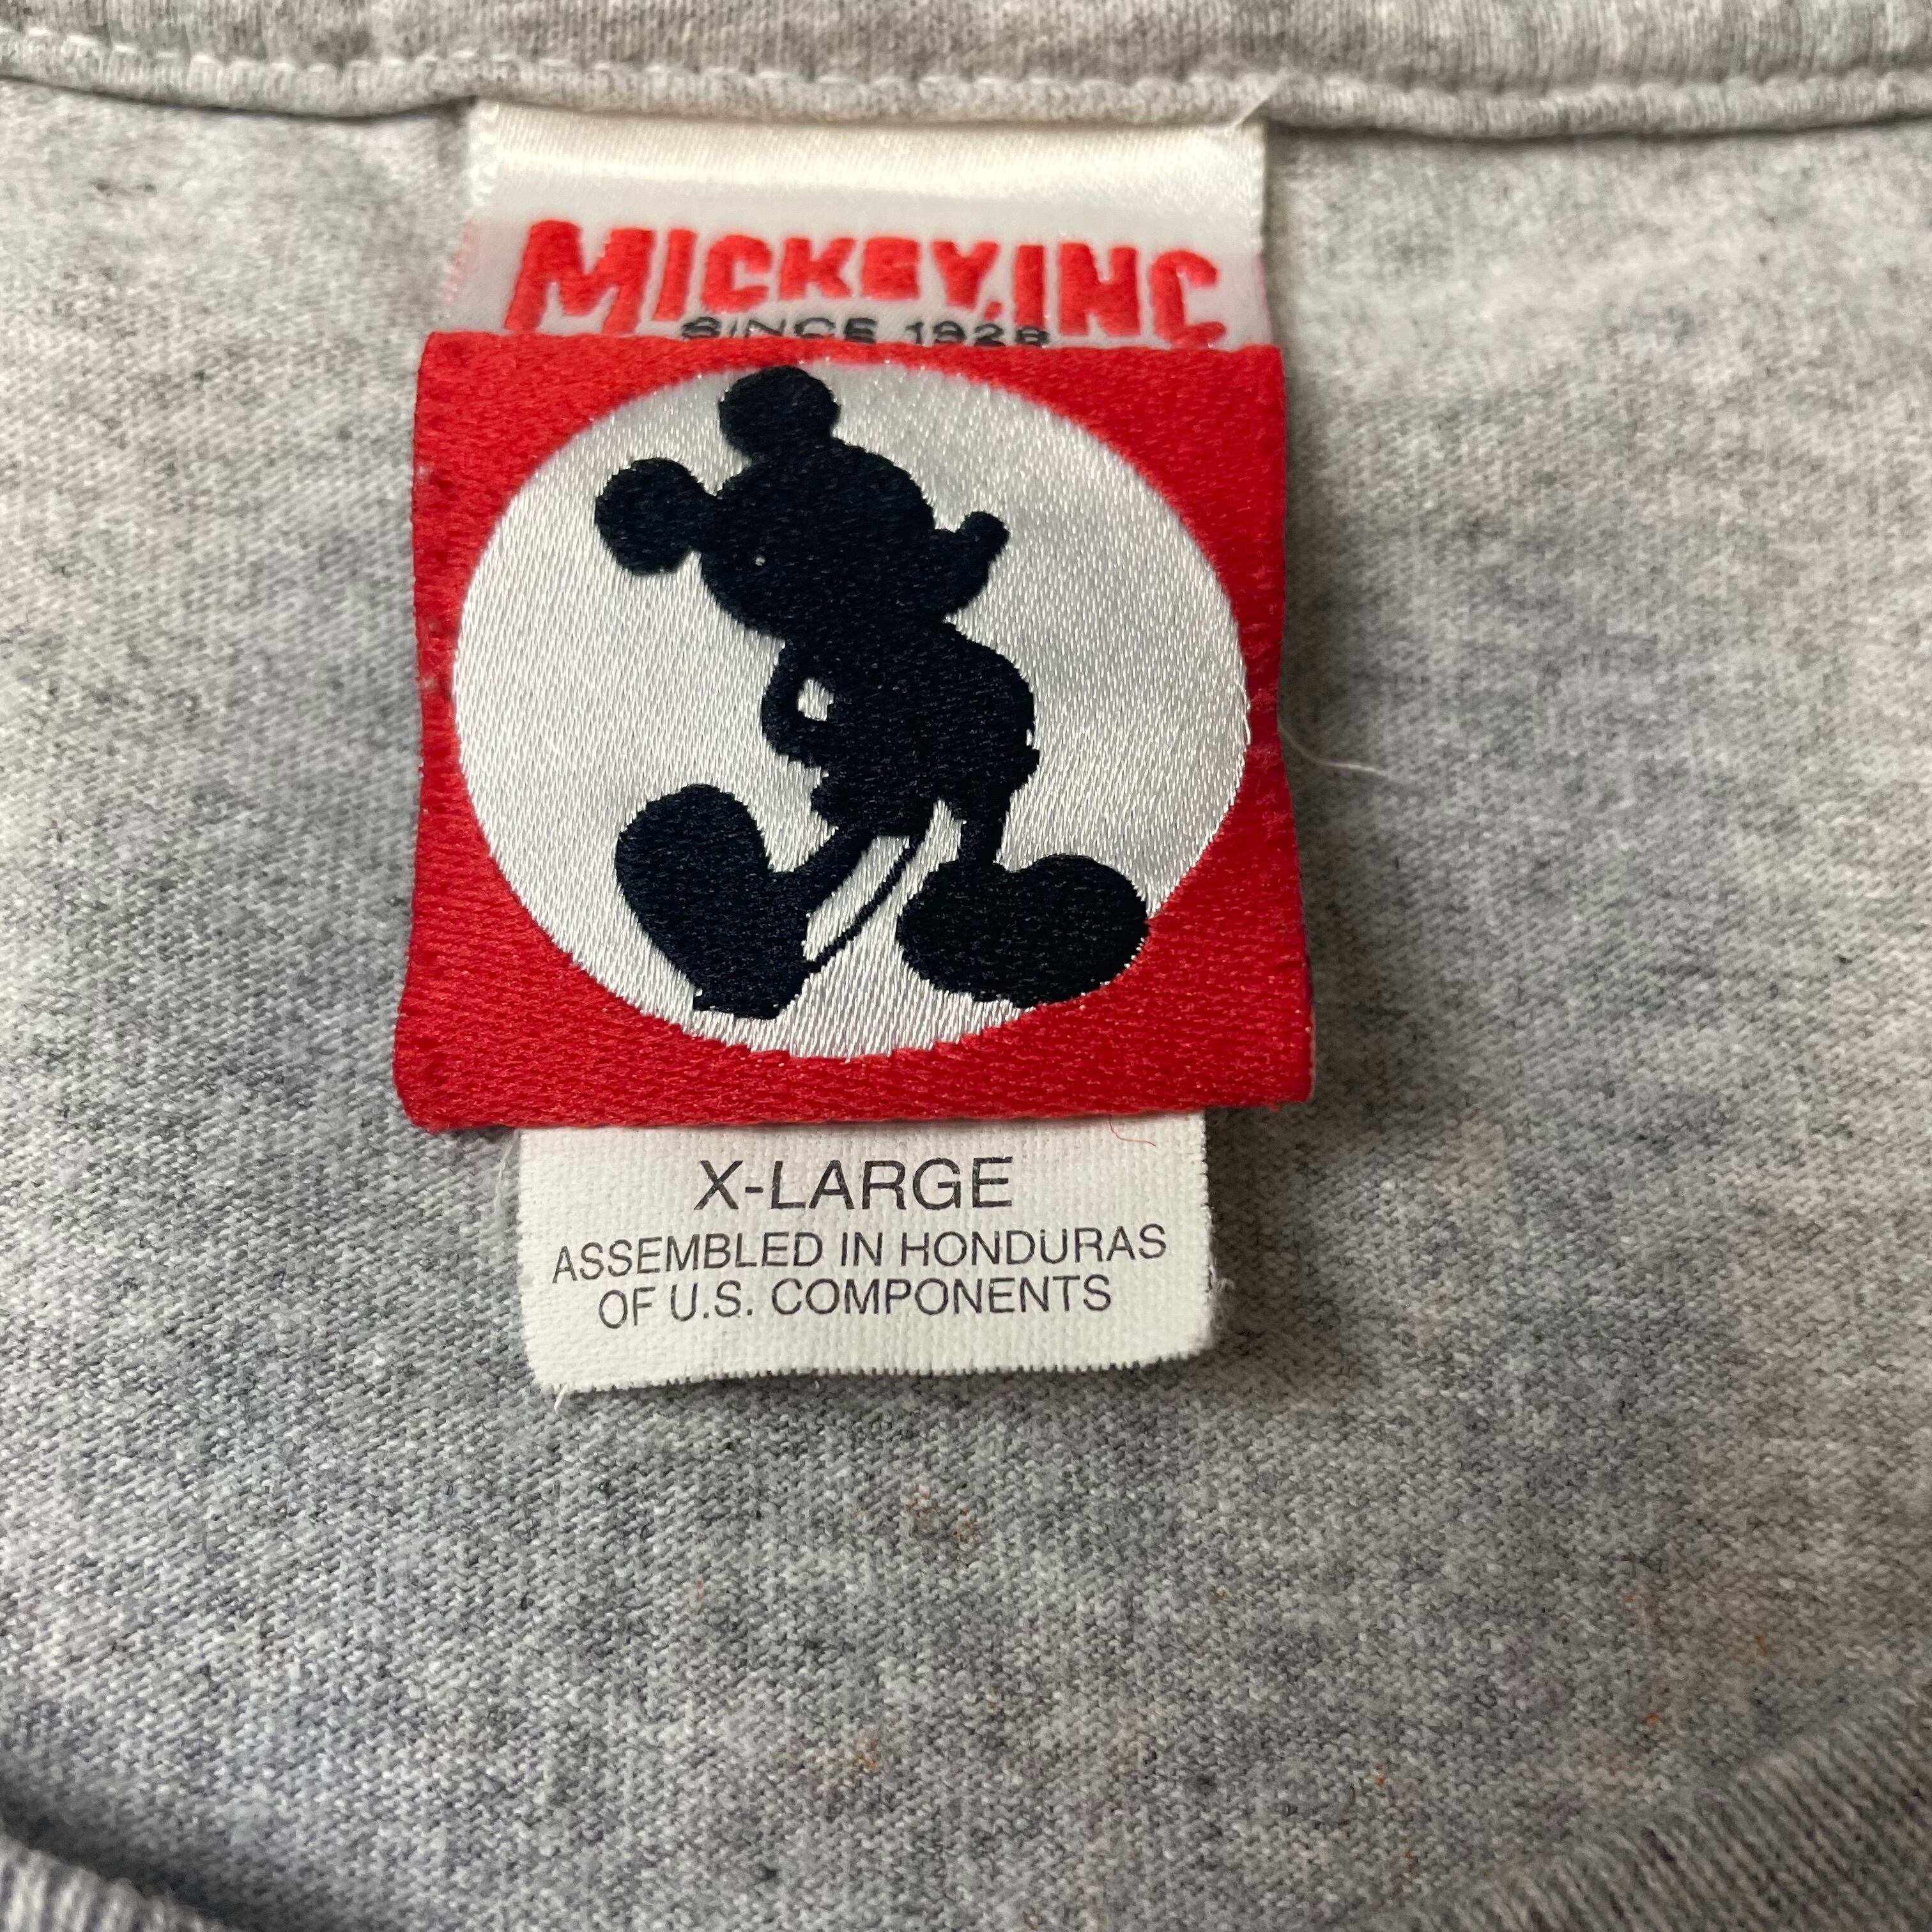 MICKEY, INC
SINCE 1928
X-LARGE
ASSEMBLED IN HONDURAS
OF U.S. COMPONENTS